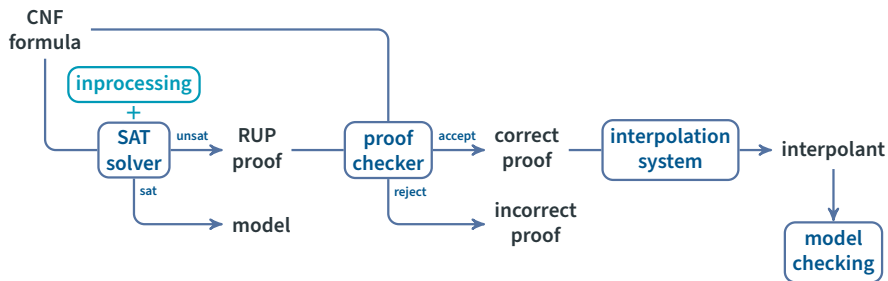 CNF
formula
inprocessing
+
SAT
solver
unsat
sat
RUP
proof
model
proof
checker
accept
reject
correct
proof
incorrect
proof
interpolation
system
interpolant
model
checking